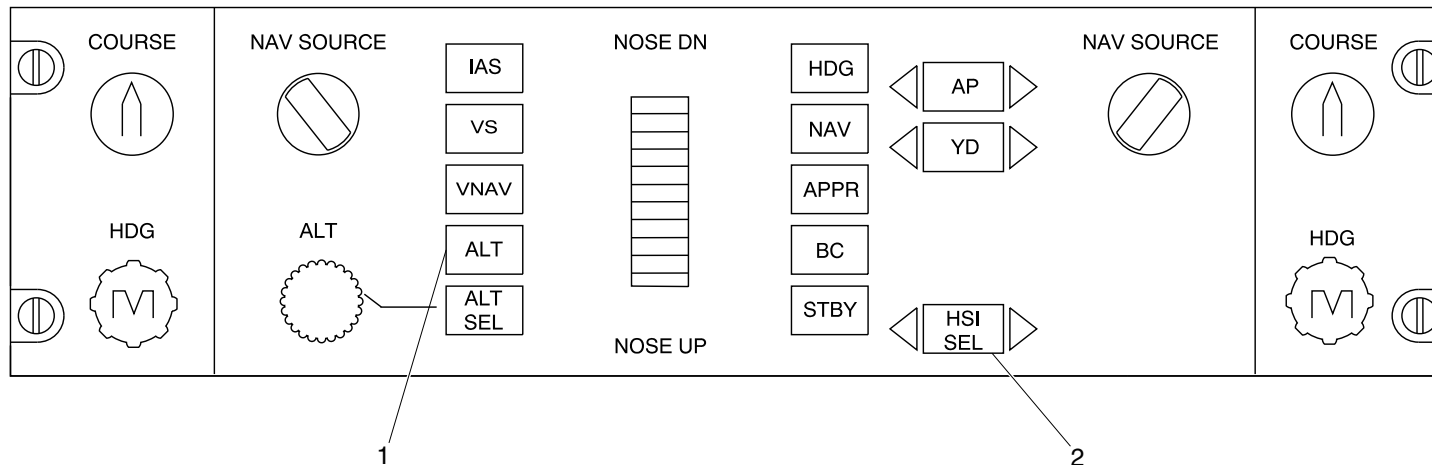 COURSE
HDG
NAV SOURCE
ALT
IAS
VS
VNAV
ALT
ALT
SEL
NOSE DN
NOSE UP
HDG
NAV
APPR
BC
STBY
AP
YD
HSI
SEL
NAV SOURCE
COURSE
HDG
1
2